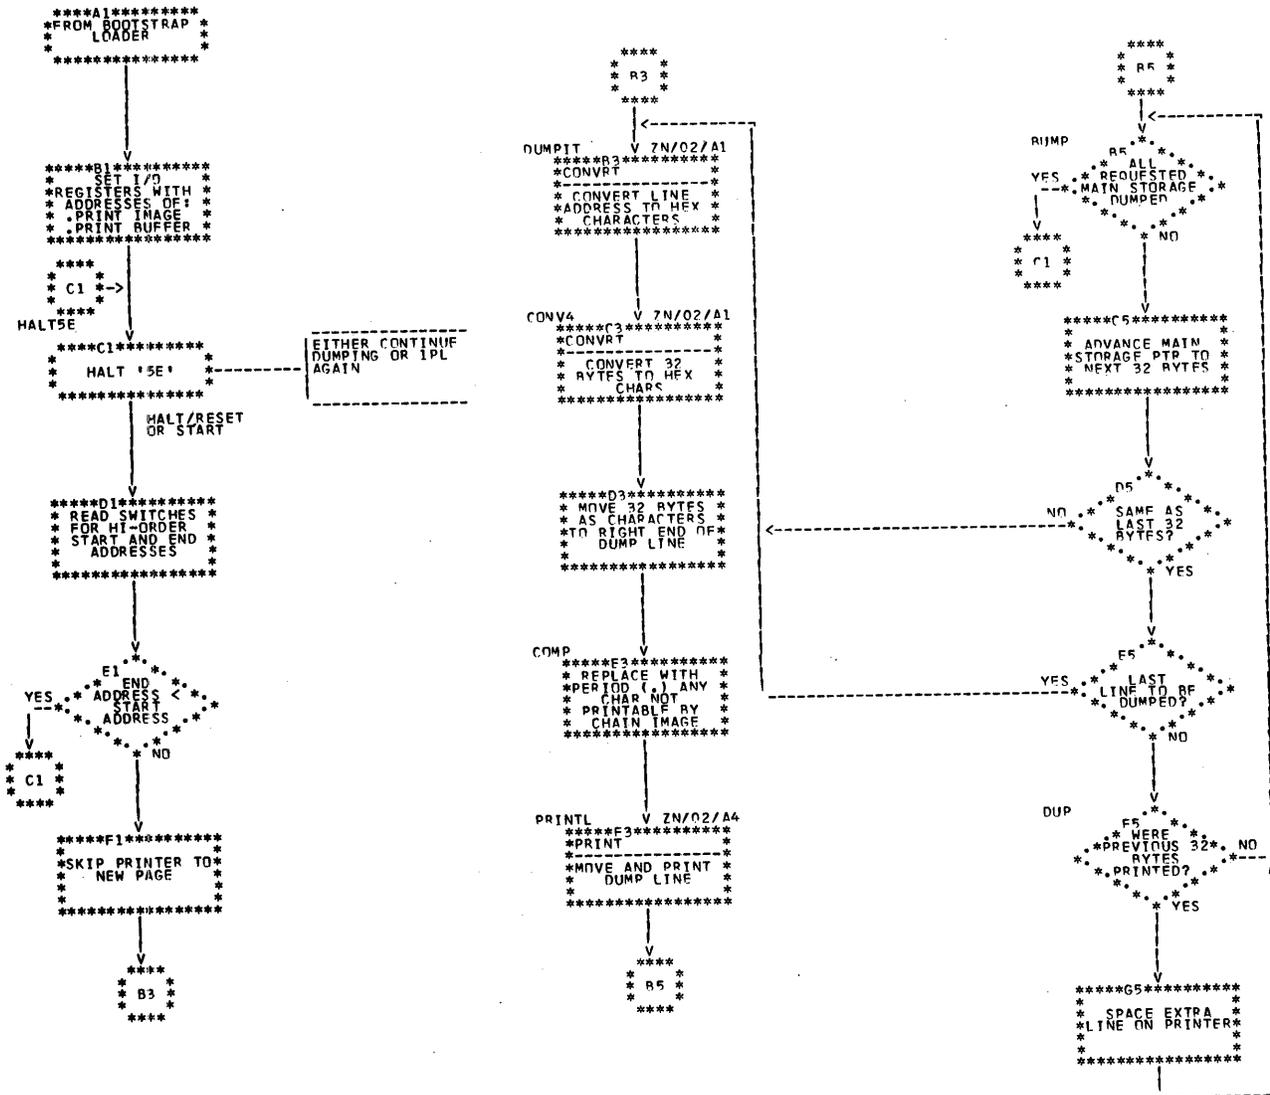 A1
FROM BOOTSTRAP
LOADER
B1
SET I/O
REGISTERS WITH
ADDRESSES OF:
.PRINT IMAGE
.PRINT BUFFER
C1
HALT5E
C1
HALT '5E'
EITHER CONTINUE
DUMPING OR IPL
AGAIN
HALT/RESET
OR START
D1
READ SWITCHES
FOR HI-ORDER
START AND END
ADDRESSES
E1
END
ADDRESS <
START
ADDRESS
YES
NO
C1
F1
SKIP PRINTER TO
NEW PAGE
B3
B3
DUMPIT
ZN/02/A1
B3
CONVRT
CONVERT LINE
ADDRESS TO HEX
CHARACTERS
CONV4
ZN/02/A1
C3
CONVRT
CONVERT 32
BYTES TO HEX
CHARS
D3
MOVE 32 BYTES
AS CHARACTERS
TO RIGHT END OF
DUMP LINE
COMP
E3
REPLACE WITH
PERIOD (.) ANY
CHAR NOT
PRINTABLE BY
CHAIN IMAGE
PRINTL
ZN/02/A4
F3
PRINT
MOVE AND PRINT
DUMP LINE
B5
B5
BUMP
B5
ALL
REQUESTED
MAIN STORAGE
DUMPED
YES
NO
C1
C5
ADVANCE MAIN
STORAGE PTR TO
NEXT 32 BYTES
D5
SAME AS
LAST 32
BYTES?
NO
YES
E5
LAST
LINE TO BE
DUMPED?
YES
NO
DUP
F5
WERE
PREVIOUS 32
BYTES
PRINTED?
NO
YES
G5
SPACE EXTRA
LINE ON PRINTER